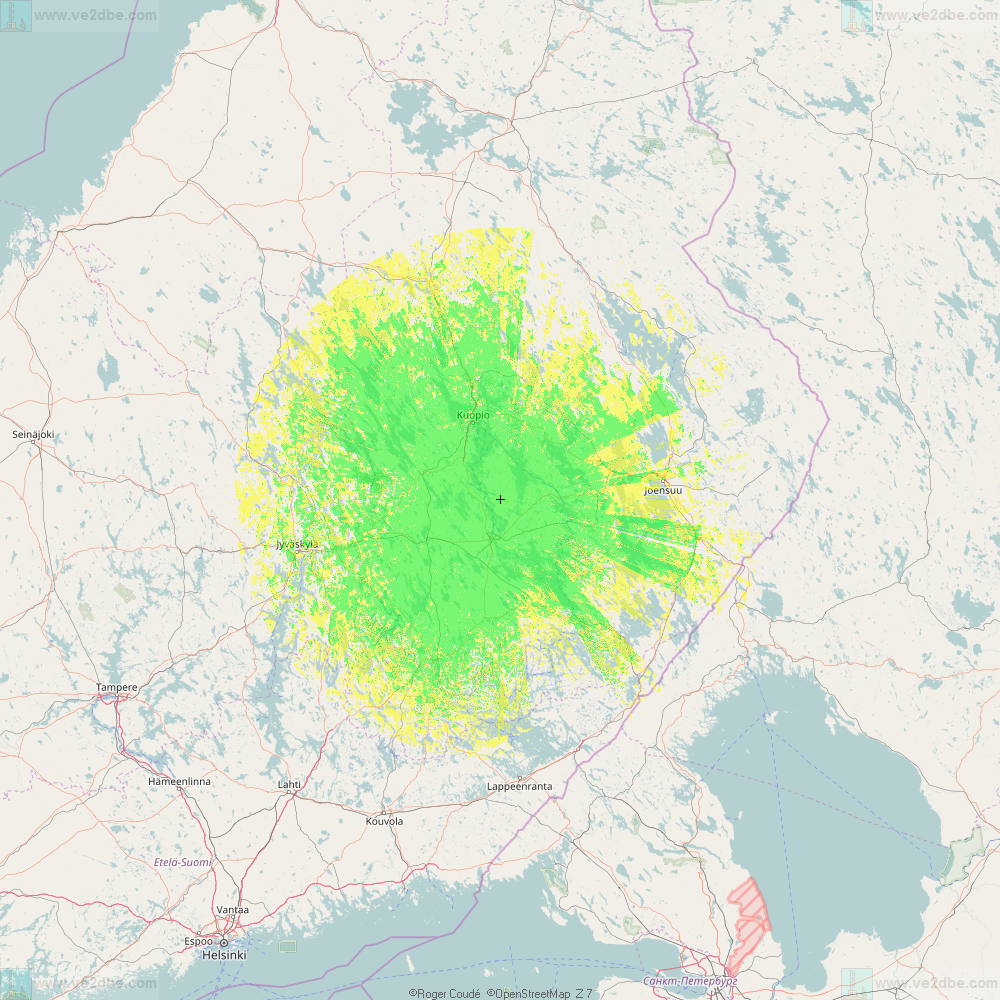 www.ve2dbe.com
www.ve2dbe.com
Kuopio
Seinäjoki
Joensuu
Jyväskylä
Tampere
Hämeenlinna
Lahti
Lappeenranta
Kouvola
Etelä-Suomi
Vantaa
Espoo
Helsinki
Санкт-Петербург
www.ve2dbe.com
www.ve2dbe.com
©Roger Coudé ©OpenStreetMap Z 7